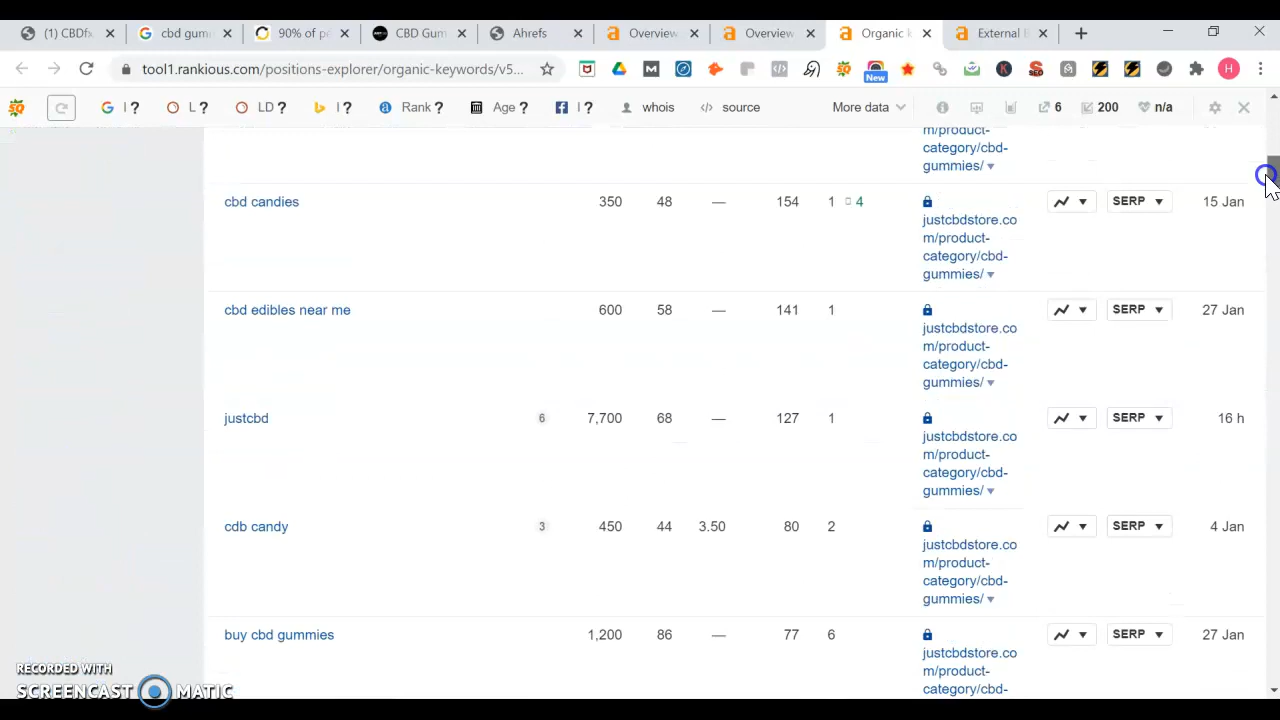 (1) CBDfx
cbd gum
90% of pe
CBD Gum
Ahrefs
Overview
Overview
Organic k
External l
tool1.rankious.com/positions-explorer/organic-keywords/v5...
New
SEO
H
I ?
L ?
LD ?
I ?
Rank ?
Age ?
I ?
whois
source
More data
6
200
n/a
m/product-
category/cbd-
gummies/
cbd candies 350 48 — 154 1 4
justcbdstore.co
m/product-
category/cbd-
gummies/
SERP 15 Jan
cbd edibles near me 600 58 — 141 1
justcbdstore.co
m/product-
category/cbd-
gummies/
SERP 27 Jan
justcbd 6 7,700 68 — 127 1
justcbdstore.co
m/product-
category/cbd-
gummies/
SERP 16 h
cdb candy 3 450 44 3.50 80 2
justcbdstore.co
m/product-
category/cbd-
gummies/
SERP 4 Jan
buy cbd gummies 1,200 86 — 77 6
justcbdstore.co
m/product-
category/cbd-
SERP 27 Jan
RECORDED WITH
SCREENCAST MATIC